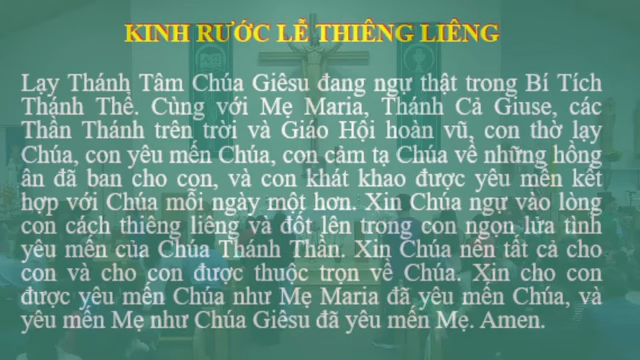 KINH RƯỚC LỄ THIÊNG LIÊNG
Lạy Thánh Tâm Chúa Giêsu đang ngự thật trong Bí Tích
Thánh Thể. Cùng với Mẹ Maria, Thánh Cả Giuse, các
Thần Thánh trên trời và Giáo Hội hoàn vũ, con thờ lạy
Chúa, con yêu mến Chúa, con cảm tạ Chúa về những hồng
ân đã ban cho con, và con khát khao được yêu mến kết
hợp với Chúa mỗi ngày một hơn. Xin Chúa ngự vào lòng
con cách thiêng liêng và đốt lên trong con ngọn lửa tình
yêu mến của Chúa Thánh Thần. Xin Chúa nên tất cả cho
con và cho con được thuộc trọn về Chúa. Xin cho con
được yêu mến Chúa như Mẹ Maria đã yêu mến Chúa, và
yêu mến Mẹ như Chúa Giêsu đã yêu mến Mẹ. Amen.